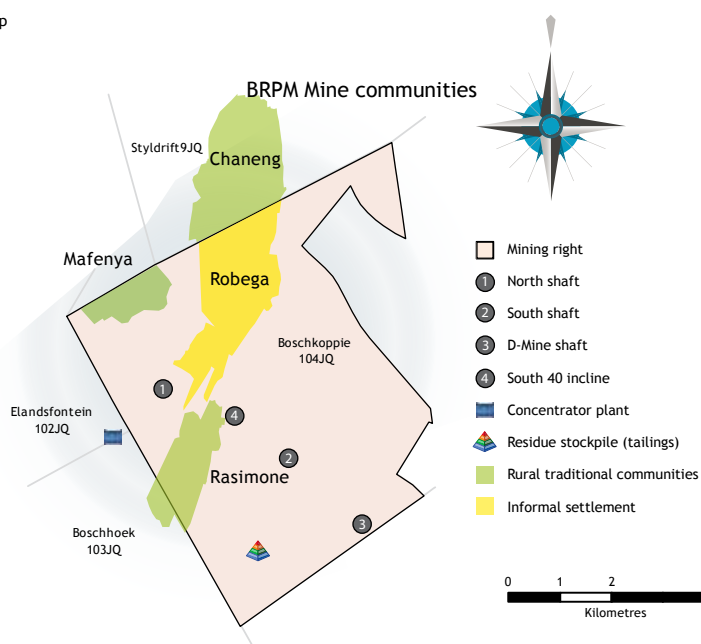 p
BRPM Mine communities
Styldrift9JQ
Chaneng
Mafenya
Robega
Boschkoppie
104JQ
Elandsfontein
102JQ
Rasimone
Boschhoek
103JQ
1
4
2
3
Mining right
1 North shaft
2 South shaft
3 D-Mine shaft
4 South 40 incline
Concentrator plant
Residue stockpile (tailings)
Rural traditional communities
Informal settlement
0 1 2
Kilometres